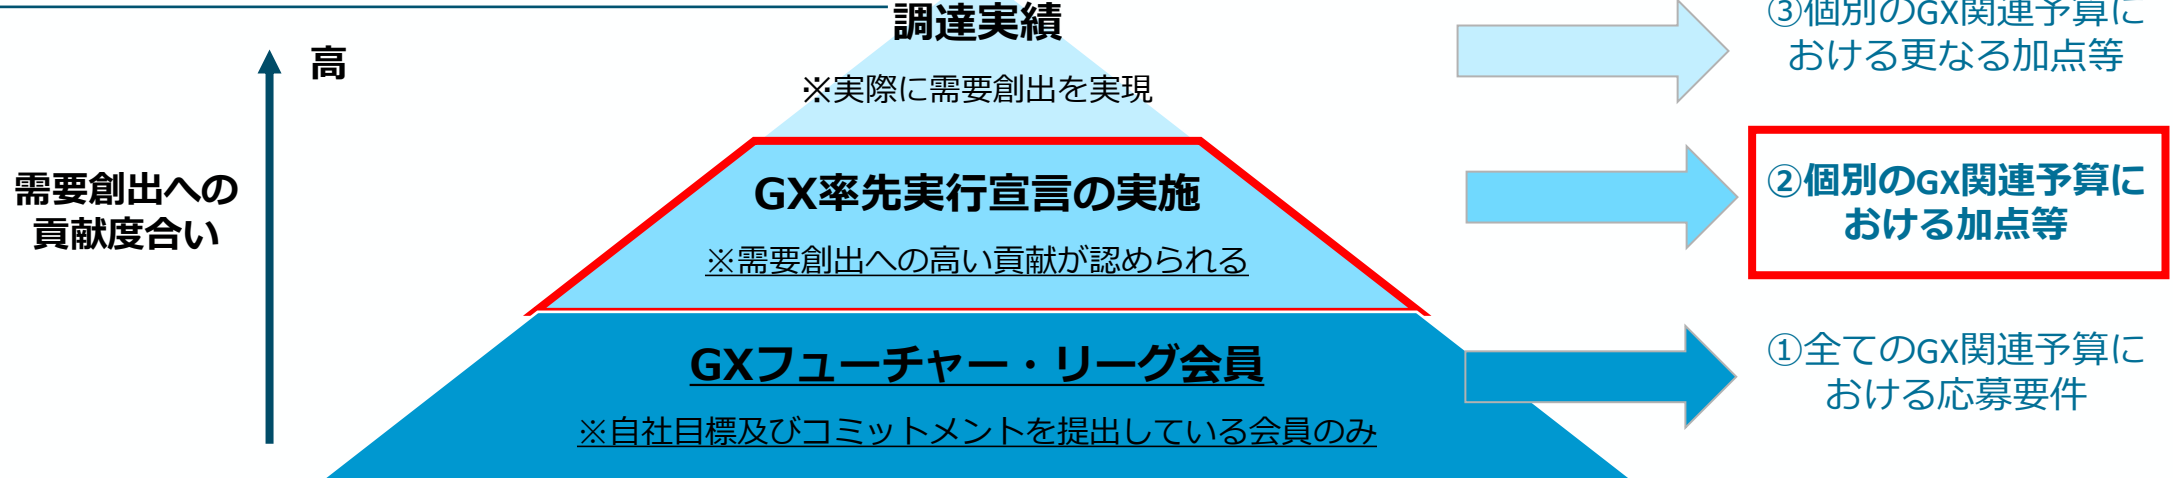 調達実績
※実際に需要創出を実現
高
需要創出への
貢献度合い
GX率先実行宣言の実施
※需要創出への高い貢献が認められる
GXフューチャー・リーグ会員
※自社目標及びコミットメントを提出している会員のみ
③個別のGX関連予算に
おける更なる加点等
②個別のGX関連予算に
おける加点等
①全てのGX関連予算に
おける応募要件